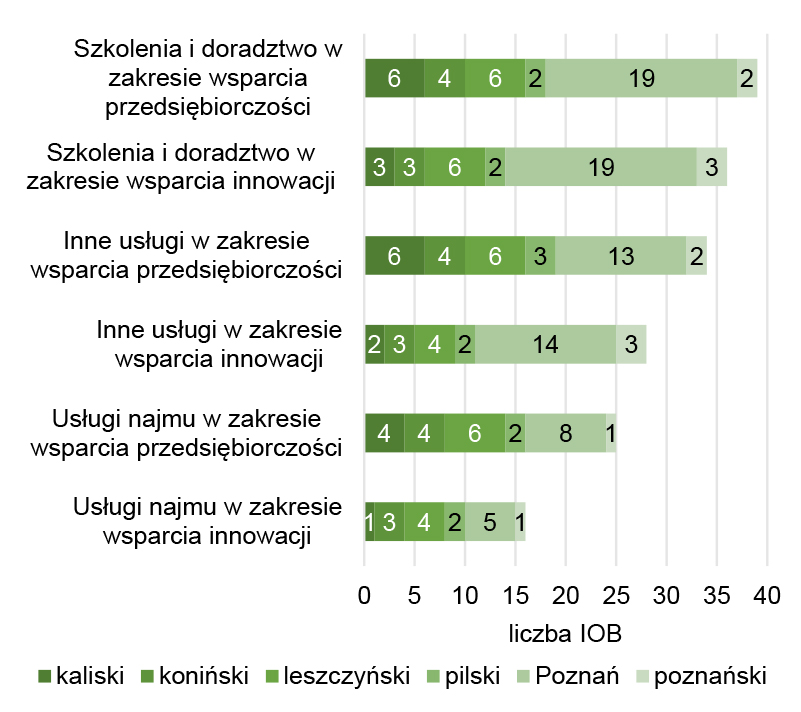 Szkolenia i doradztwo w
zakresie wsparcia
przedsiębiorczości
6 4 6 2 19 2
Szkolenia i doradztwo w
zakresie wsparcia innowacji
3 3 6 2 19 3
Inne usługi w zakresie
wsparcia przedsiębiorczości
6 4 6 3 13 2
Inne usługi w zakresie
wsparcia innowacji
2 3 4 2 14 3
Usługi najmu w zakresie
wsparcia przedsiębiorczości
4 4 6 2 8 1
Usługi najmu w zakresie
wsparcia innowacji
1 3 4 2 5 1
0 5 10 15 20 25 30 35 40
liczba IOB
kaliski koniński leszczyński pilski Poznań poznański